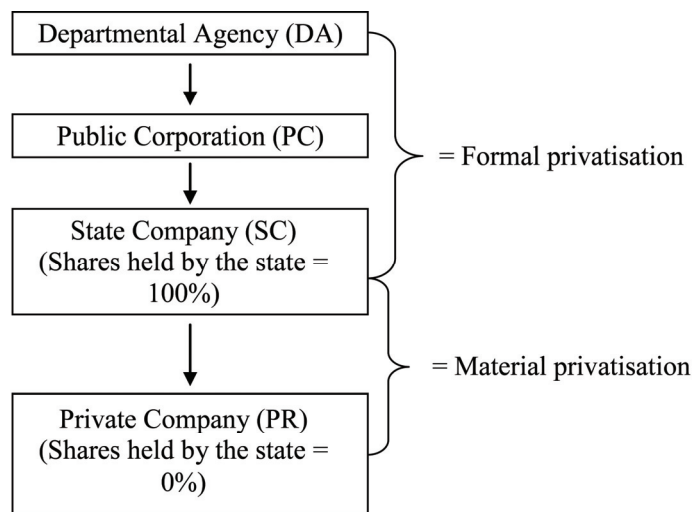 Departmental Agency (DA)
Public Corporation (PC)
= Formal privatisation
State Company (SC)
(Shares held by the state =
100%)
= Material privatisation
Private Company (PR)
(Shares held by the state =
0%)